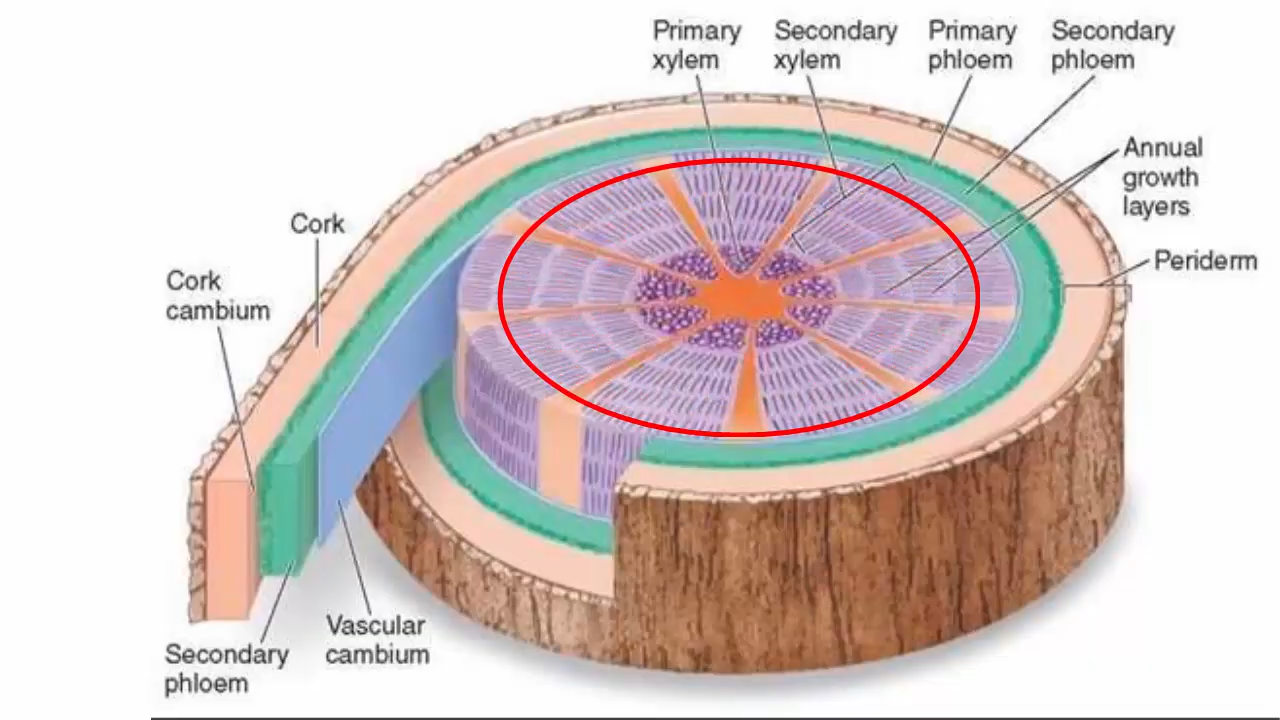 Primary
xylem
Secondary
xylem
Primary
phloem
Secondary
phloem
Annual
growth
layers
Periderm
Cork
Cork
cambium
Vascular
cambium
Secondary
phloem